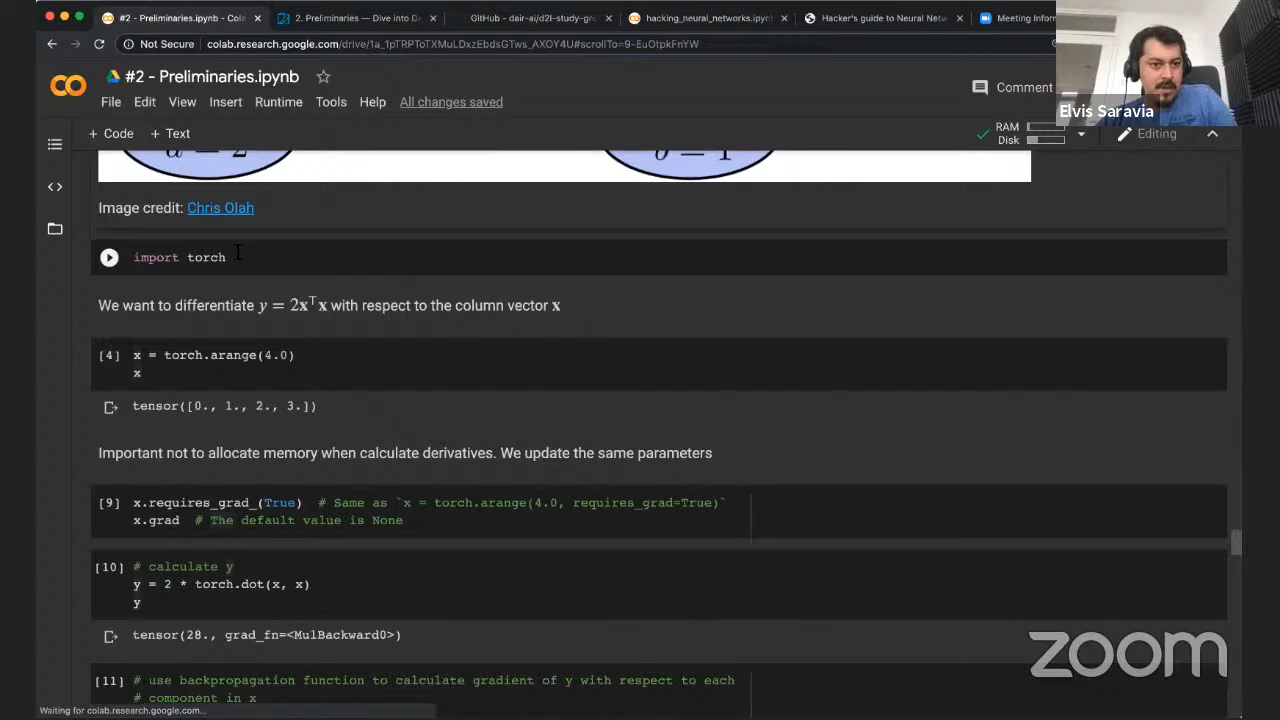 #2 - Preliminaries.ipynb - Cola
2. Preliminaries — Dive into D
GitHub - dair-ai/d2l-study-gro
hacking_neural_networks.ipynb
Hacker's guide to Neural Netw
Meeting Infor
Not Secure colab.research.google.com/drive/1a_1pTRPToTXMuLDxzEbdsGTws_AXOY4U#scrollTo=9-EuOtpkFnYW
#2 - Preliminaries.ipynb
Comment
File Edit View Insert Runtime Tools Help All changes saved
Elvis Saravia
+ Code + Text
RAM
Disk
Editing
Image credit: Chris Olah
import torch
We want to differentiate y = 2x⊤x with respect to the column vector x
[4] x = torch.arange(4.0)
x
tensor([0., 1., 2., 3.])
Important not to allocate memory when calculate derivatives. We update the same parameters
[9] x.requires_grad_(True) # Same as `x = torch.arange(4.0, requires_grad=True)`
x.grad # The default value is None
[10] # calculate y
y = 2 * torch.dot(x, x)
y
tensor(28., grad_fn=<MulBackward0>)
zoom
[11] # use backpropagation function to calculate gradient of y with respect to each
# component in x
Waiting for colab.research.google.com...